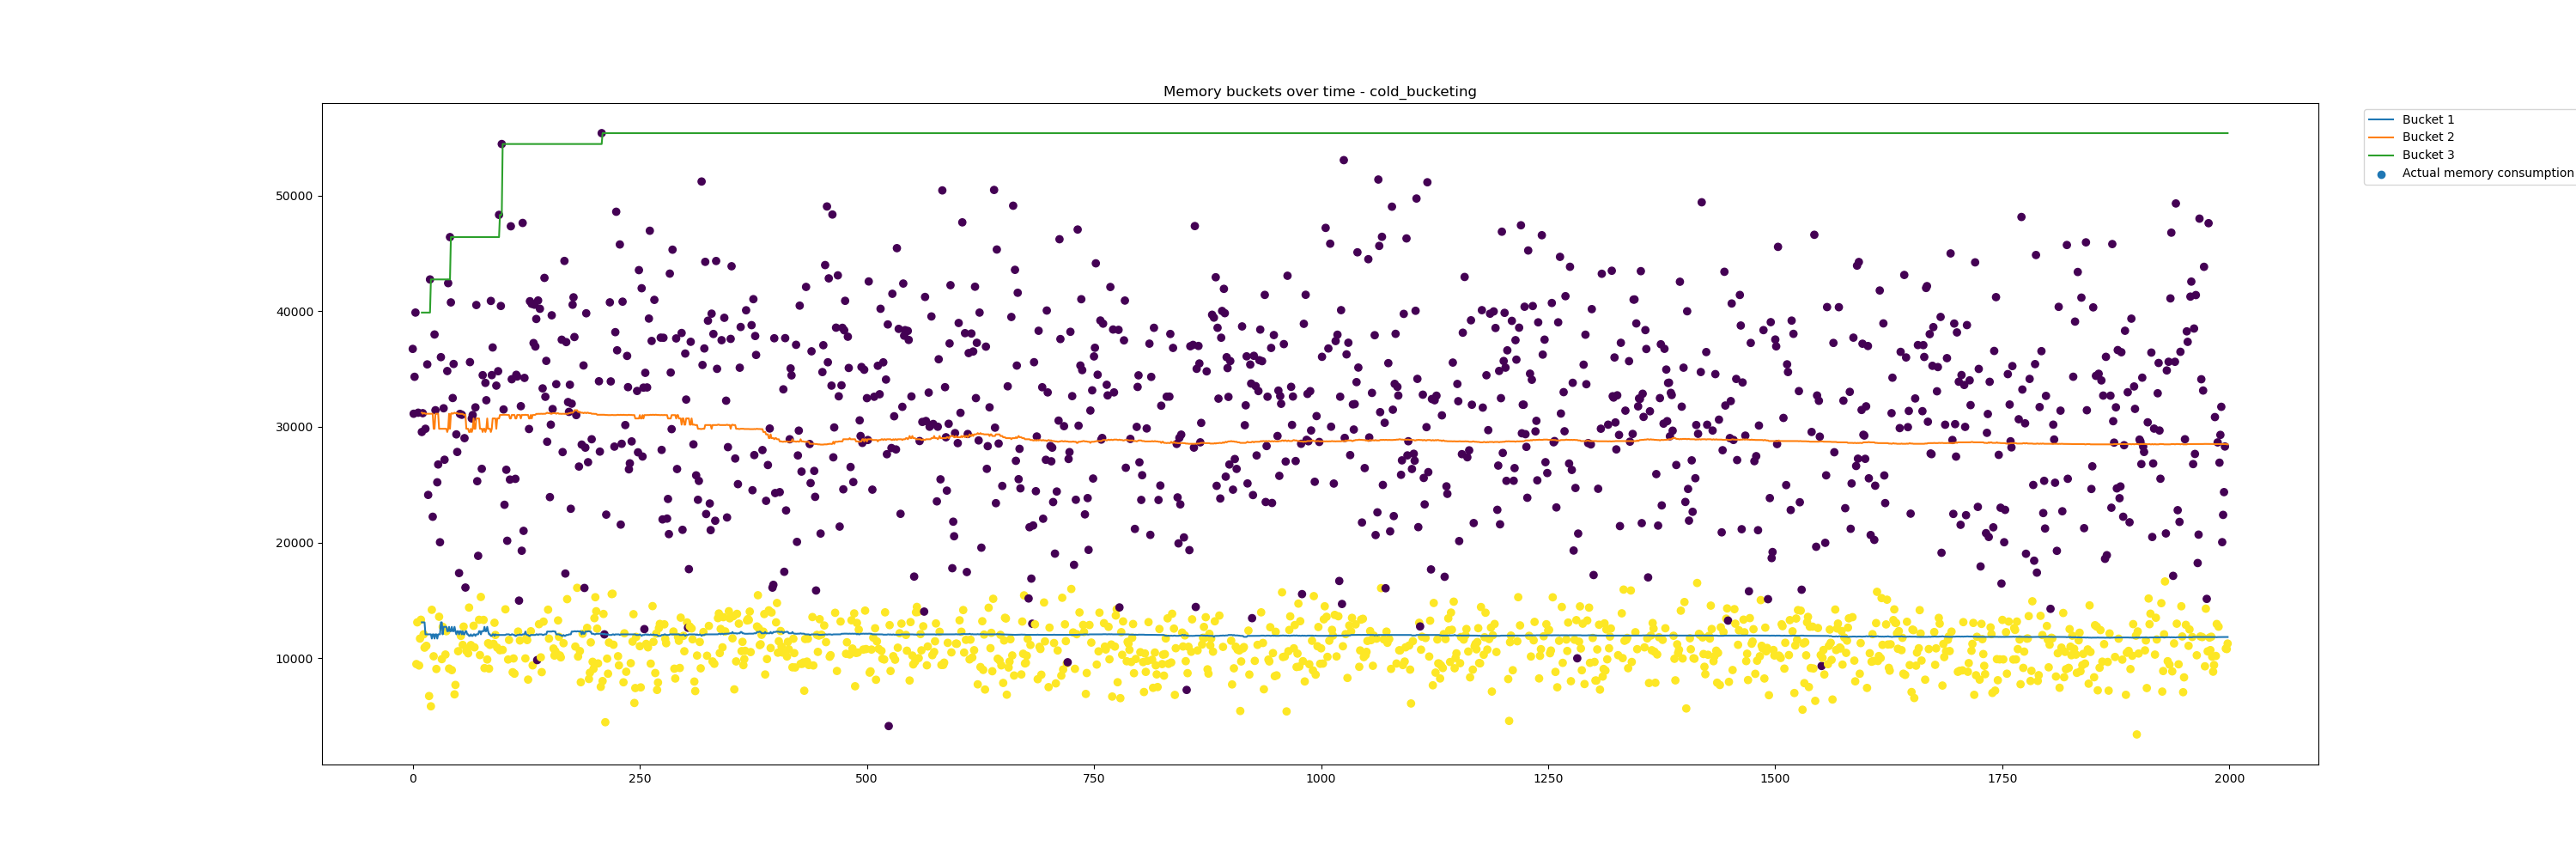 Memory buckets over time - cold_bucketing
Bucket 1
Bucket 2
Bucket 3
Actual memory consumption
50000
40000
30000
20000
10000
0 250 500 750 1000 1250 1500 1750 2000